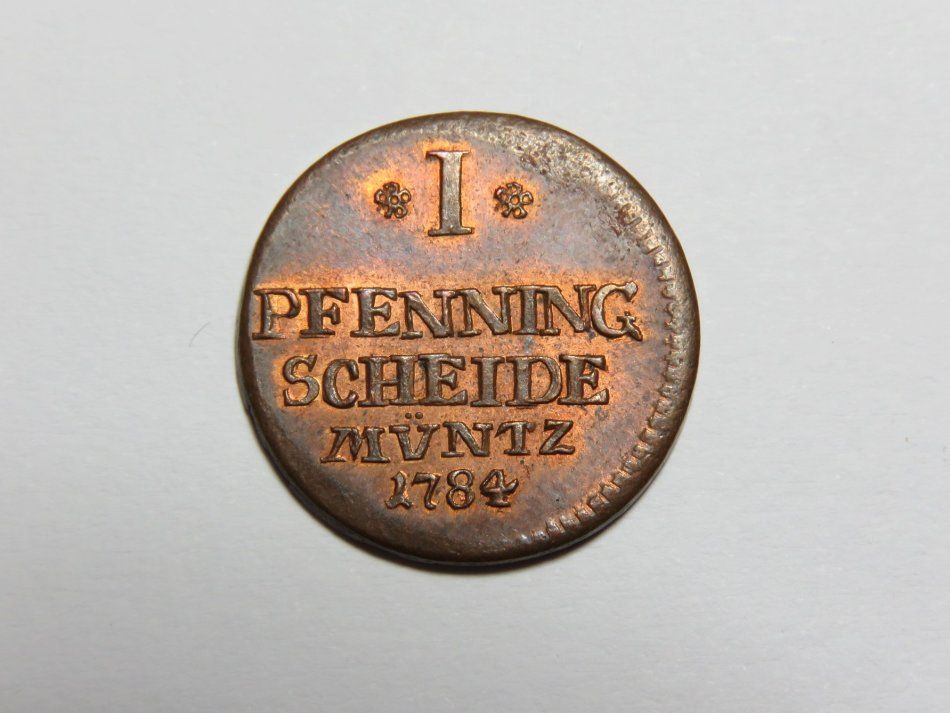 I
PFENNING
SCHEIDE
MÜNTZ
1784